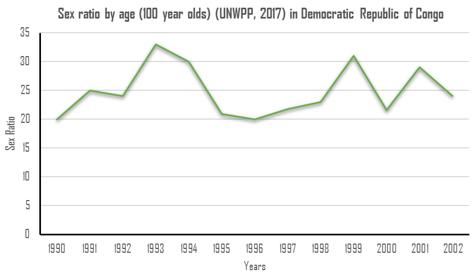 Sex ratio by age (100 year olds) (UNWPP, 2017) in Democratic Republic of Congo
35
30
25
20
15
10
5
0
Sex Ratio
1990 1991 1992 1993 1994 1995 1996 1997 1998 1999 2000 2001 2002
Years